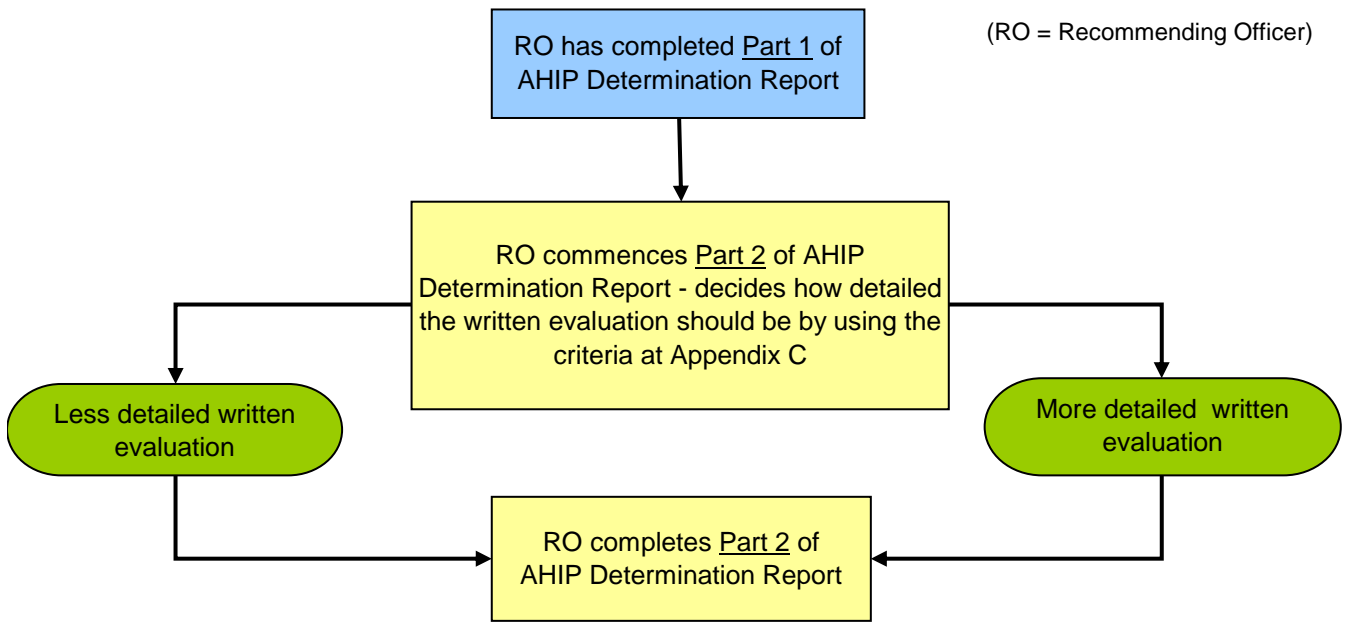 RO has completed Part 1 of
AHIP Determination Report
(RO = Recommending Officer)
RO commences Part 2 of AHIP
Determination Report - decides how detailed
the written evaluation should be by using the
criteria at Appendix C
Less detailed written
evaluation
More detailed  written
evaluation
RO completes Part 2 of
AHIP Determination Report